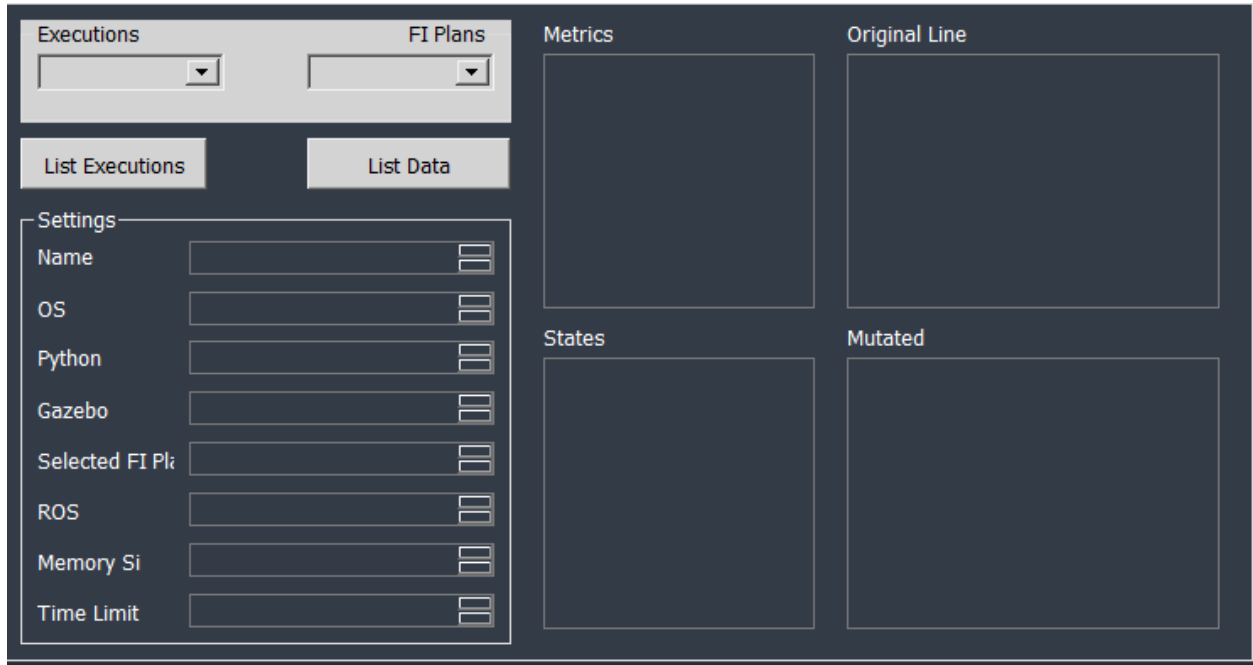 Executions
FI Plans
List Executions
List Data
Settings
Name
OS
Python
Gazebo
Selected FI Pla
ROS
Memory Si
Time Limit
Metrics
Original Line
States
Mutated